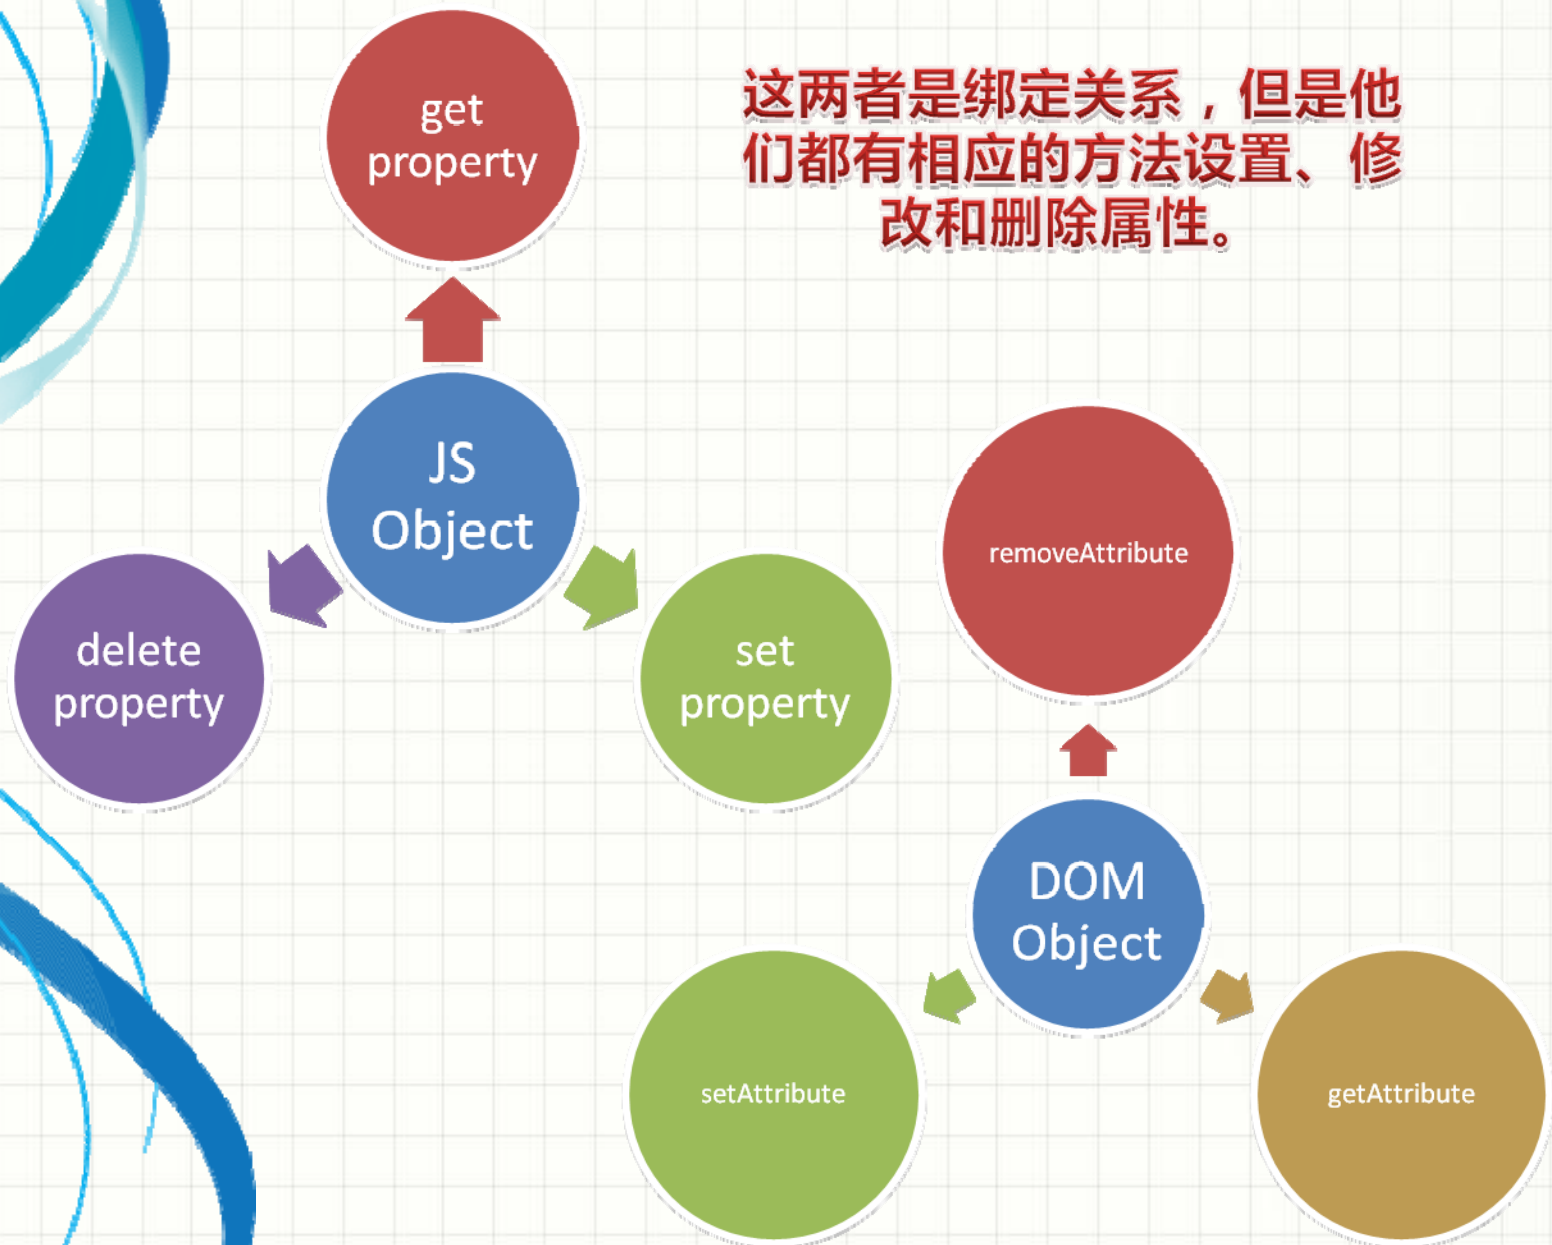 这两者是绑定关系，但是他
们都有相应的方法设置、修
改和删除属性。
get
property
JS
Object
delete
property
set
property
removeAttribute
DOM
Object
setAttribute
getAttribute